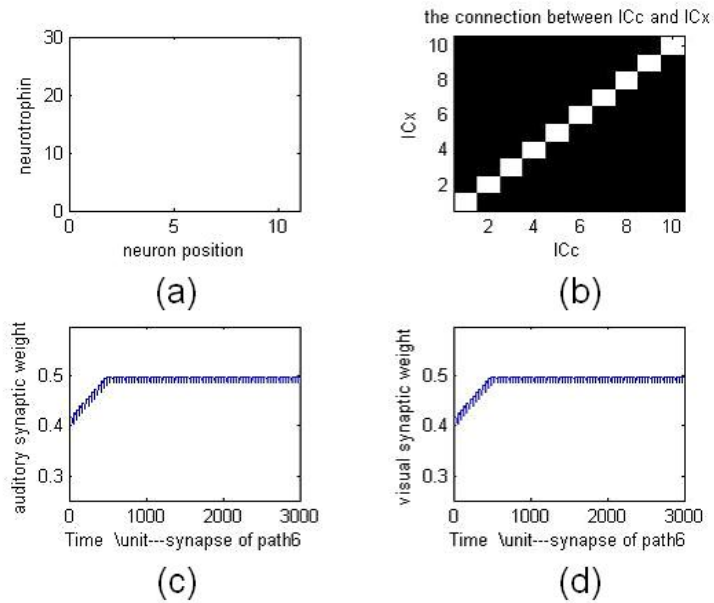 30
20
10
0
neurotrophin
0 5 10
neuron position
(a)
the connection between ICc and ICx
10
8
6
4
2
ICx
2 4 6 8 10
ICc
(b)
0.5
0.4
0.3
auditory synaptic weight
0 1000 2000 3000
Time \unit---synapse of path6
(c)
0.5
0.4
0.3
visual synaptic weight
0 1000 2000 3000
Time \unit---synapse of path6
(d)